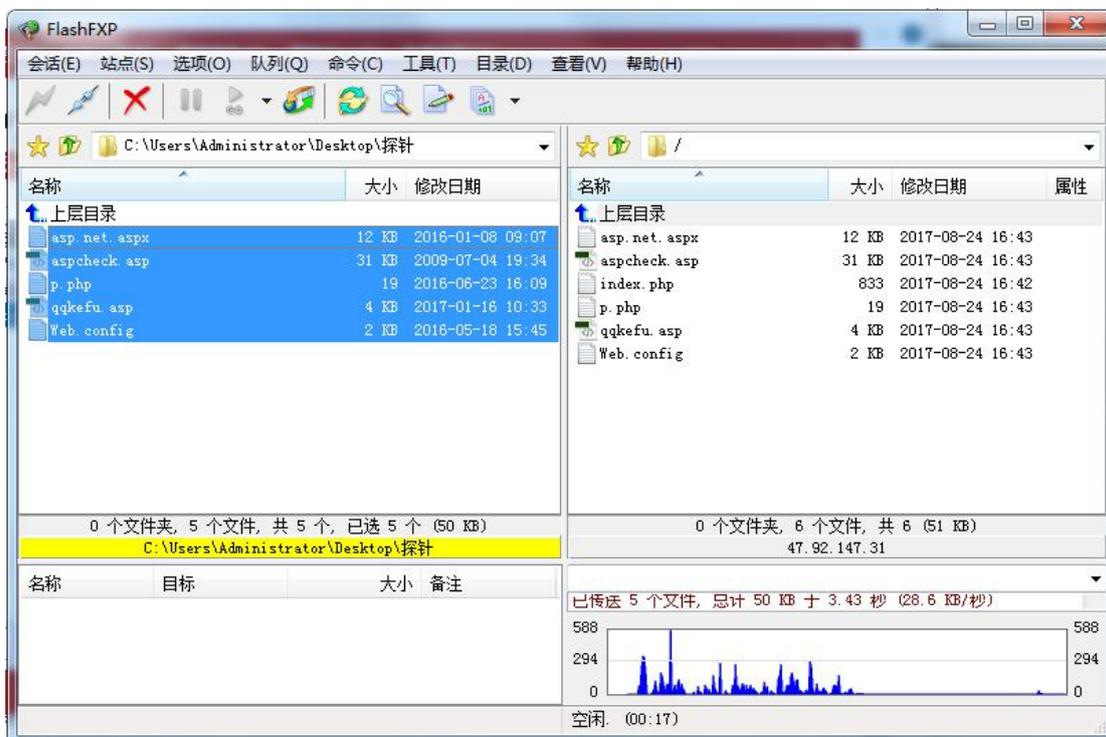 FlashFXP
会话(E) 站点(S) 选项(O) 队列(Q) 命令(C) 工具(T) 目录(D) 查看(V) 帮助(H)
C:\Users\Administrator\Desktop\探针
名称 大小 修改日期
上层目录
asp.net.aspx 12 KB 2016-01-08 09:07
aspcheck.asp 31 KB 2009-07-04 19:34
p.php 19 2016-06-23 16:09
qqkefu.asp 4 KB 2017-01-16 10:33
Web.config 2 KB 2016-05-18 15:45
0 个文件夹, 5 个文件, 共 5 个, 已选 5 个 (50 KB)
C:\Users\Administrator\Desktop\探针
名称 目标 大小 备注
/
名称 大小 修改日期 属性
上层目录
asp.net.aspx 12 KB 2017-08-24 16:43
aspcheck.asp 31 KB 2017-08-24 16:43
index.php 833 2017-08-24 16:42
p.php 19 2017-08-24 16:43
qqkefu.asp 4 KB 2017-08-24 16:43
Web.config 2 KB 2017-08-24 16:43
0 个文件夹, 6 个文件, 共 6 (51 KB)
47.92.147.31
已传送 5 个文件, 总计 50 KB 于 3.43 秒 (28.6 KB/秒)
588 588
294 294
0 0
空闲. (00:17)